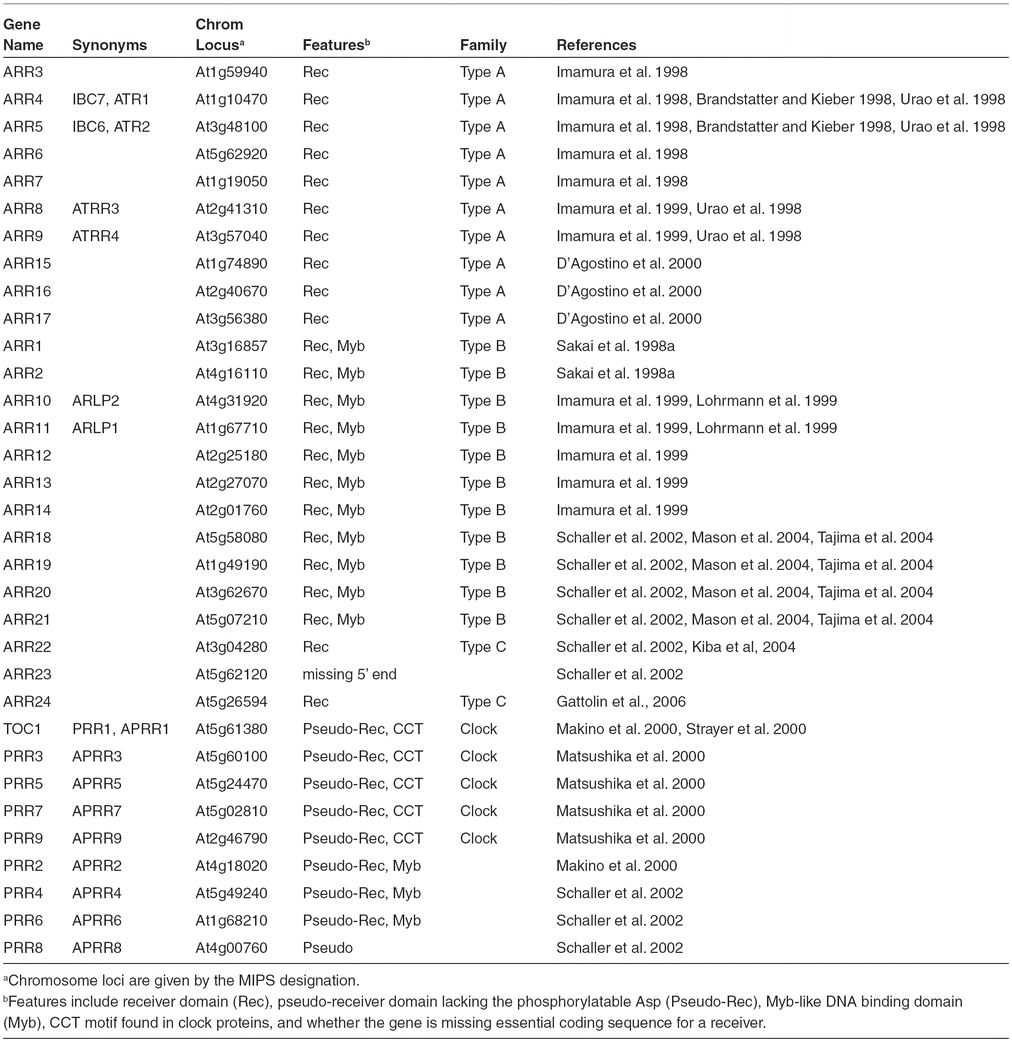 Gene Name Synonyms Chrom Locusᵃ Featuresᵇ Family References
ARR3 At1g59940 Rec Type A Imamura et al. 1998
ARR4 IBC7, ATR1 At1g10470 Rec Type A Imamura et al. 1998, Brandstatter and Kieber 1998, Urao et al. 1998
ARR5 IBC6, ATR2 At3g48100 Rec Type A Imamura et al. 1998, Brandstatter and Kieber 1998, Urao et al. 1998
ARR6 At5g62920 Rec Type A Imamura et al. 1998
ARR7 At1g19050 Rec Type A Imamura et al. 1998
ARR8 ATRR3 At2g41310 Rec Type A Imamura et al. 1999, Urao et al. 1998
ARR9 ATRR4 At3g57040 Rec Type A Imamura et al. 1999, Urao et al. 1998
ARR15 At1g74890 Rec Type A D’Agostino et al. 2000
ARR16 At2g40670 Rec Type A D’Agostino et al. 2000
ARR17 At3g56380 Rec Type A D’Agostino et al. 2000
ARR1 At3g16857 Rec, Myb Type B Sakai et al. 1998a
ARR2 At4g16110 Rec, Myb Type B Sakai et al. 1998a
ARR10 ARLP2 At4g31920 Rec, Myb Type B Imamura et al. 1999, Lohrmann et al. 1999
ARR11 ARLP1 At1g67710 Rec, Myb Type B Imamura et al. 1999, Lohrmann et al. 1999
ARR12 At2g25180 Rec, Myb Type B Imamura et al. 1999
ARR13 At2g27070 Rec, Myb Type B Imamura et al. 1999
ARR14 At2g01760 Rec, Myb Type B Imamura et al. 1999
ARR18 At5g58080 Rec, Myb Type B Schaller et al. 2002, Mason et al. 2004, Tajima et al. 2004
ARR19 At1g49190 Rec, Myb Type B Schaller et al. 2002, Mason et al. 2004, Tajima et al. 2004
ARR20 At3g62670 Rec, Myb Type B Schaller et al. 2002, Mason et al. 2004, Tajima et al. 2004
ARR21 At5g07210 Rec, Myb Type B Schaller et al. 2002, Mason et al. 2004, Tajima et al. 2004
ARR22 At3g04280 Rec Type C Schaller et al. 2002, Kiba et al, 2004
ARR23 At5g62120 missing 5’ end Schaller et al. 2002
ARR24 At5g26594 Rec Type C Gattolin et al., 2006
TOC1 PRR1, APRR1 At5g61380 Pseudo-Rec, CCT Clock Makino et al. 2000, Strayer et al. 2000
PRR3 APRR3 At5g60100 Pseudo-Rec, CCT Clock Matsushika et al. 2000
PRR5 APRR5 At5g24470 Pseudo-Rec, CCT Clock Matsushika et al. 2000
PRR7 APRR7 At5g02810 Pseudo-Rec, CCT Clock Matsushika et al. 2000
PRR9 APRR9 At2g46790 Pseudo-Rec, CCT Clock Matsushika et al. 2000
PRR2 APRR2 At4g18020 Pseudo-Rec, Myb Makino et al. 2000
PRR4 APRR4 At5g49240 Pseudo-Rec, Myb Schaller et al. 2002
PRR6 APRR6 At1g68210 Pseudo-Rec, Myb Schaller et al. 2002
PRR8 APRR8 At4g00760 Pseudo Schaller et al. 2002
ᵃChromosome loci are given by the MIPS designation.
ᵇFeatures include receiver domain (Rec), pseudo-receiver domain lacking the phosphorylatable Asp (Pseudo-Rec), Myb-like DNA binding domain
(Myb), CCT motif found in clock proteins, and whether the gene is missing essential coding sequence for a receiver.